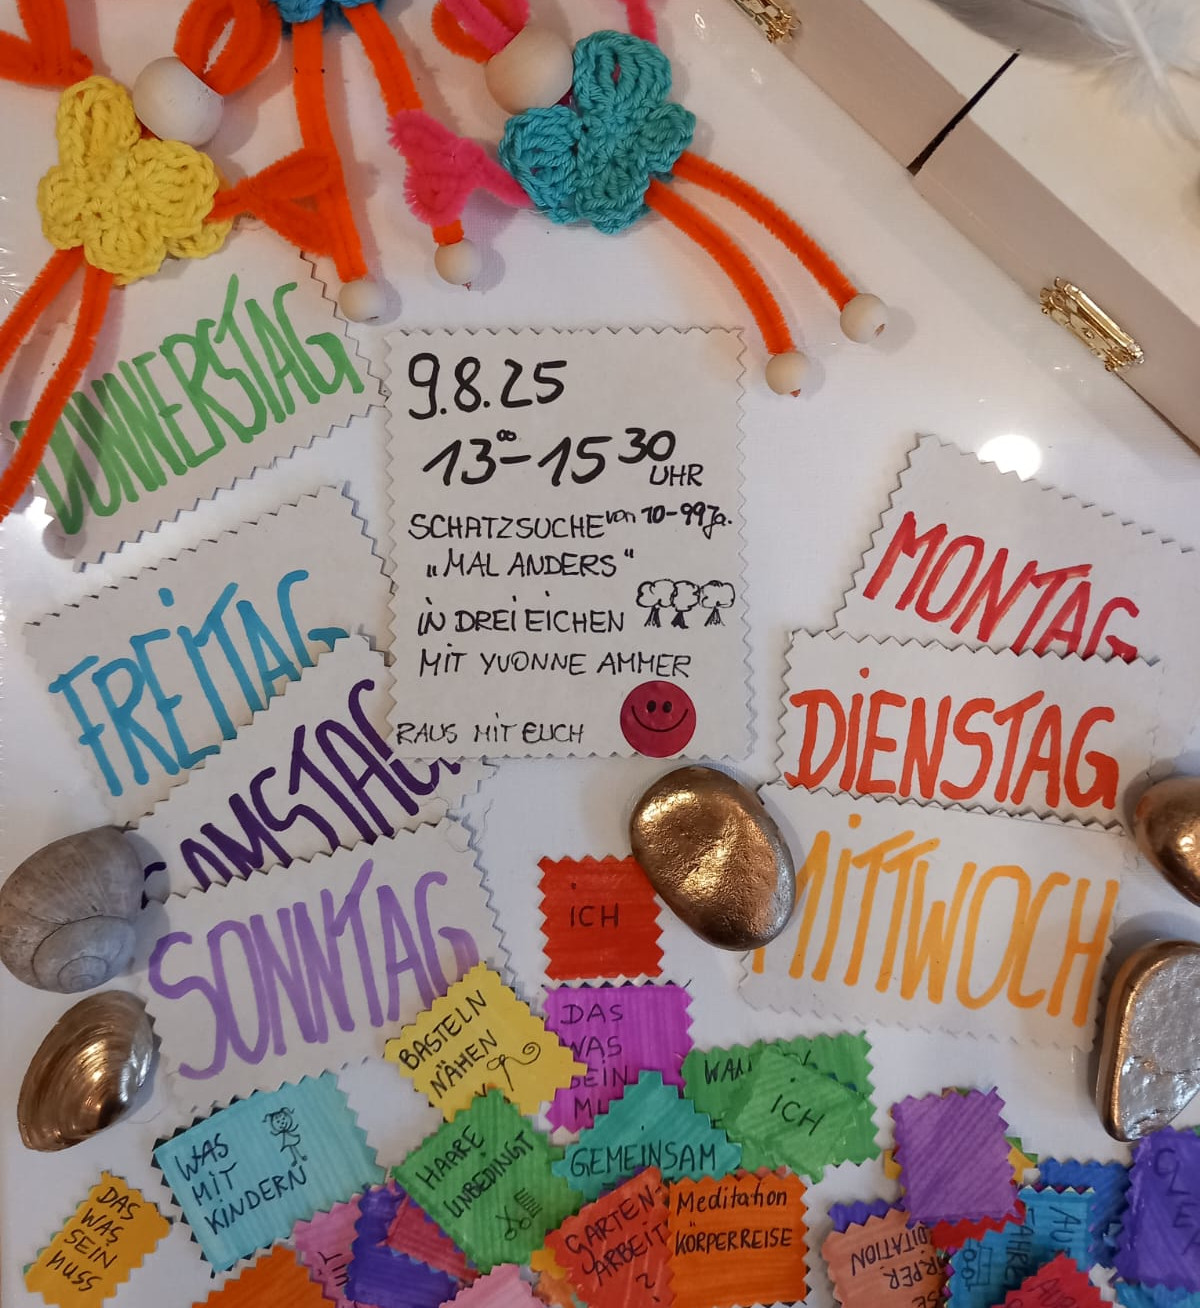 DONNERSTAG
FREITAG
SAMSTAG
SONNTAG
9.8.25
13⁰⁰-15³⁰
UHR
SCHATZSUCHE von 10-99 Ja.
„MAL ANDERS"
iN DREi EiCHEN
MiT YVONNE AMMER
RAUS MiT EUCH
MONTAG
DiENSTAG
MiTTWOCH
iCH
DAS
WAS
SEiN
BASTELN
NÄHEN
iCH
GEMEiNSAM
HAARE
UNBEDiNGT
WAS
MiT
KiNDERN
DAS
WAS
SEiN
MUSS
GARTEN-
ARBEiT
?
Meditation
KÖRPERREISE